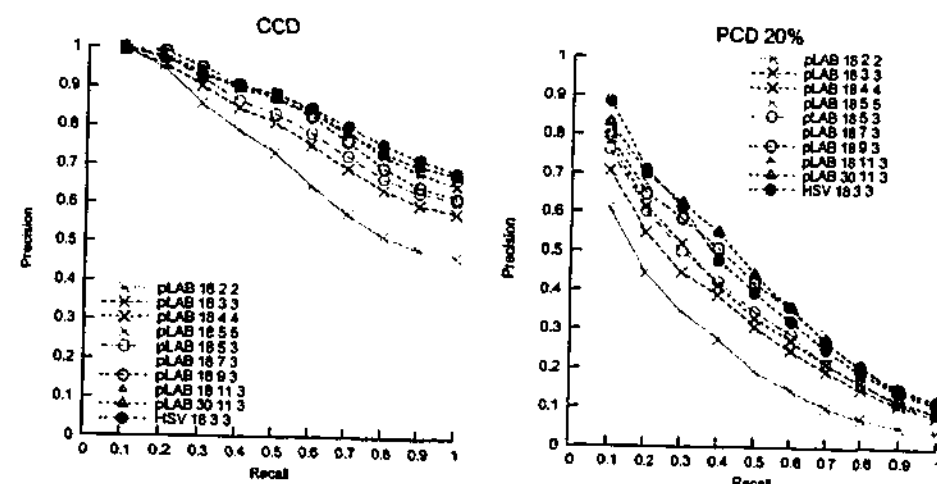 CCD
1
0.9
0.8
0.7
0.6
0.5
0.4
0.3
0.2
0.1
0
Precision
pLAB 18 2 2
pLAB 18 3 3
pLAB 18 4 4
pLAB 18 5 5
pLAB 18 5 3
pLAB 18 7 3
pLAB 18 9 3
pLAB 18 11 3
pLAB 30 11 3
HSV 18 3 3
0 0.1 0.2 0.3 0.4 0.5 0.6 0.7 0.8 0.9 1
Recall
PCD 20%
1
0.9
0.8
0.7
0.6
0.5
0.4
0.3
0.2
0.1
0
Precision
pLAB 18 2 2
pLAB 18 3 3
pLAB 18 4 4
pLAB 18 5 5
pLAB 18 5 3
pLAB 18 7 3
pLAB 18 9 3
pLAB 18 11 3
pLAB 30 11 3
HSV 18 3 3
0 0.1 0.2 0.3 0.4 0.5 0.6 0.7 0.8 0.9 1
Recall